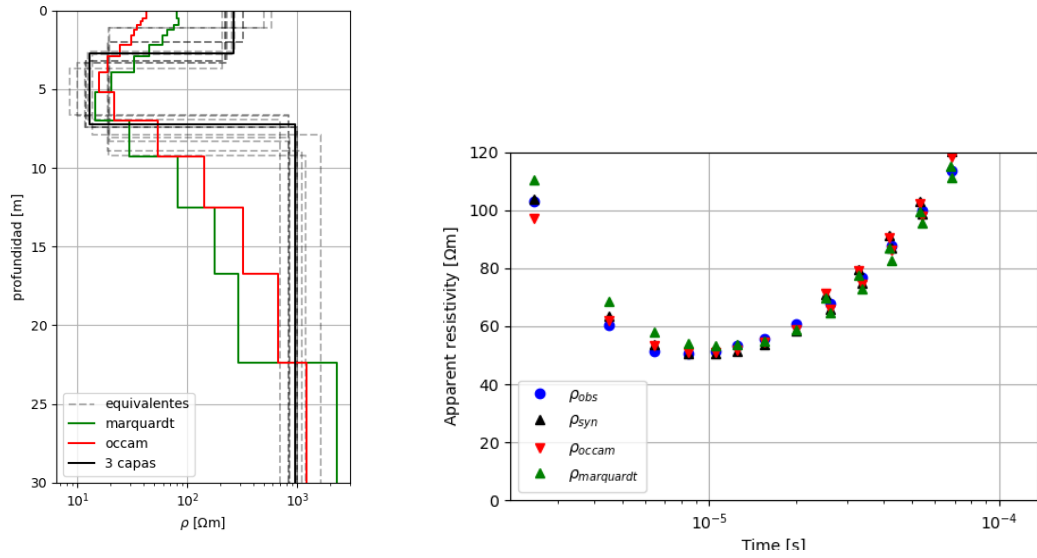 0
5
10
15
20
25
30
profundidad [m]
equivalentes
marquardt
occam
3 capas
10¹ 10² 10³
ρ [Ωm]
120
100
80
60
40
20
0
Apparent resistivity [Ωm]
ρobs
ρsyn
ρoccam
ρmarquardt
10⁻⁵ 10⁻⁴
Time [s]